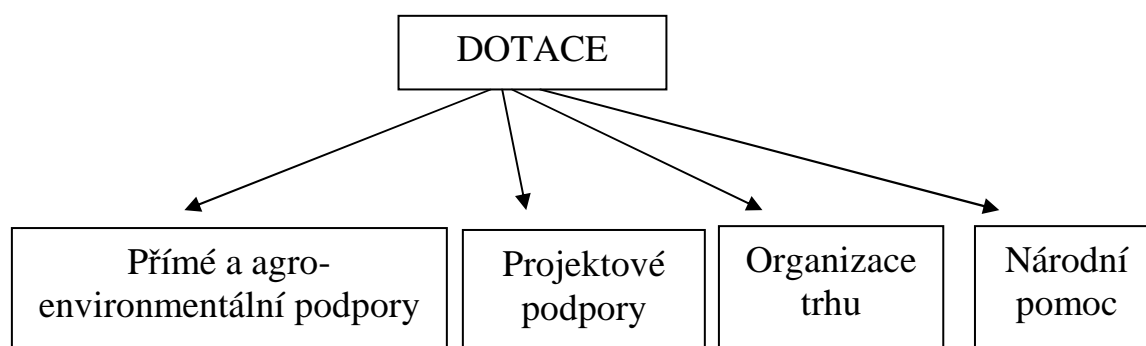 DOTACE
Přímé a agro-
environmentální podpory
Projektové
podpory
Organizace
trhu
Národní
pomoc